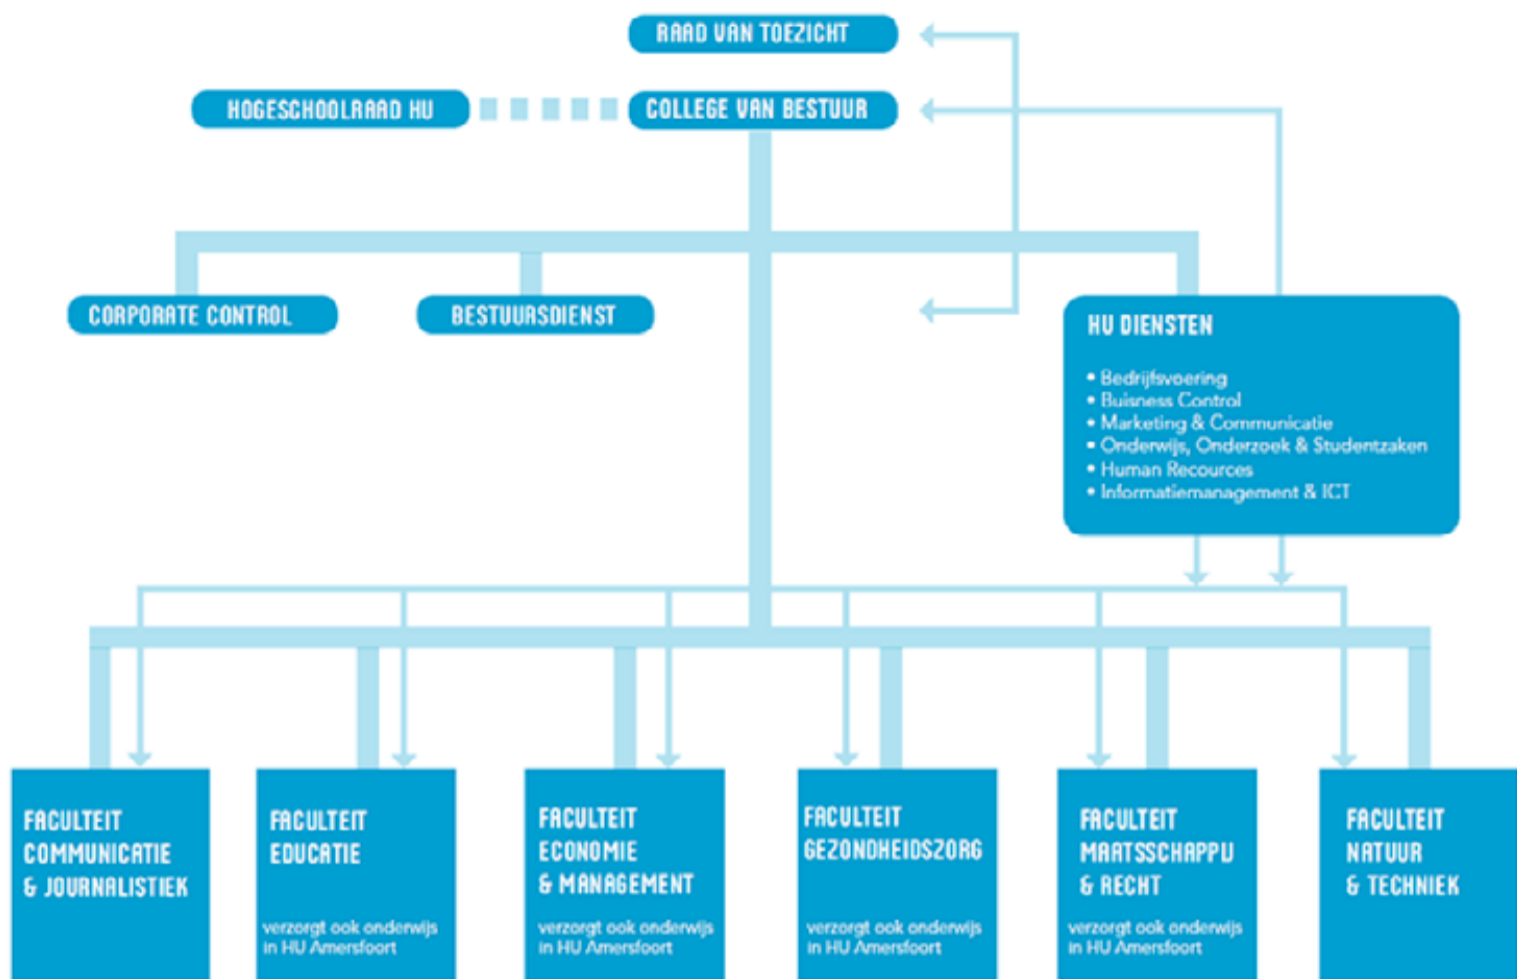 RAAD VAN TOEZICHT
HOGESCHOOLRAAD HU
COLLEGE VAN BESTUUR
CORPORATE CONTROL
BESTUURSDIENST
HU DIENSTEN
• Bedrijfsvoering
• Buisness Control
• Marketing & Communicatie
• Onderwijs, Onderzoek & Studentzaken
• Human Recources
• Informatiemanagement & ICT
FACULTEIT
COMMUNICATIE
& JOURNALISTIEK
FACULTEIT
EDUCATIE
verzorgt ook onderwijs
in HU Amersfoort
FACULTEIT
ECONOMIE
& MANAGEMENT
verzorgt ook onderwijs
in HU Amersfoort
FACULTEIT
GEZONDHEIDSZORG
verzorgt ook onderwijs
in HU Amersfoort
FACULTEIT
MAATSSCHAPPIJ
& RECHT
verzorgt ook onderwijs
in HU Amersfoort
FACULTEIT
NATUUR
& TECHNIEK